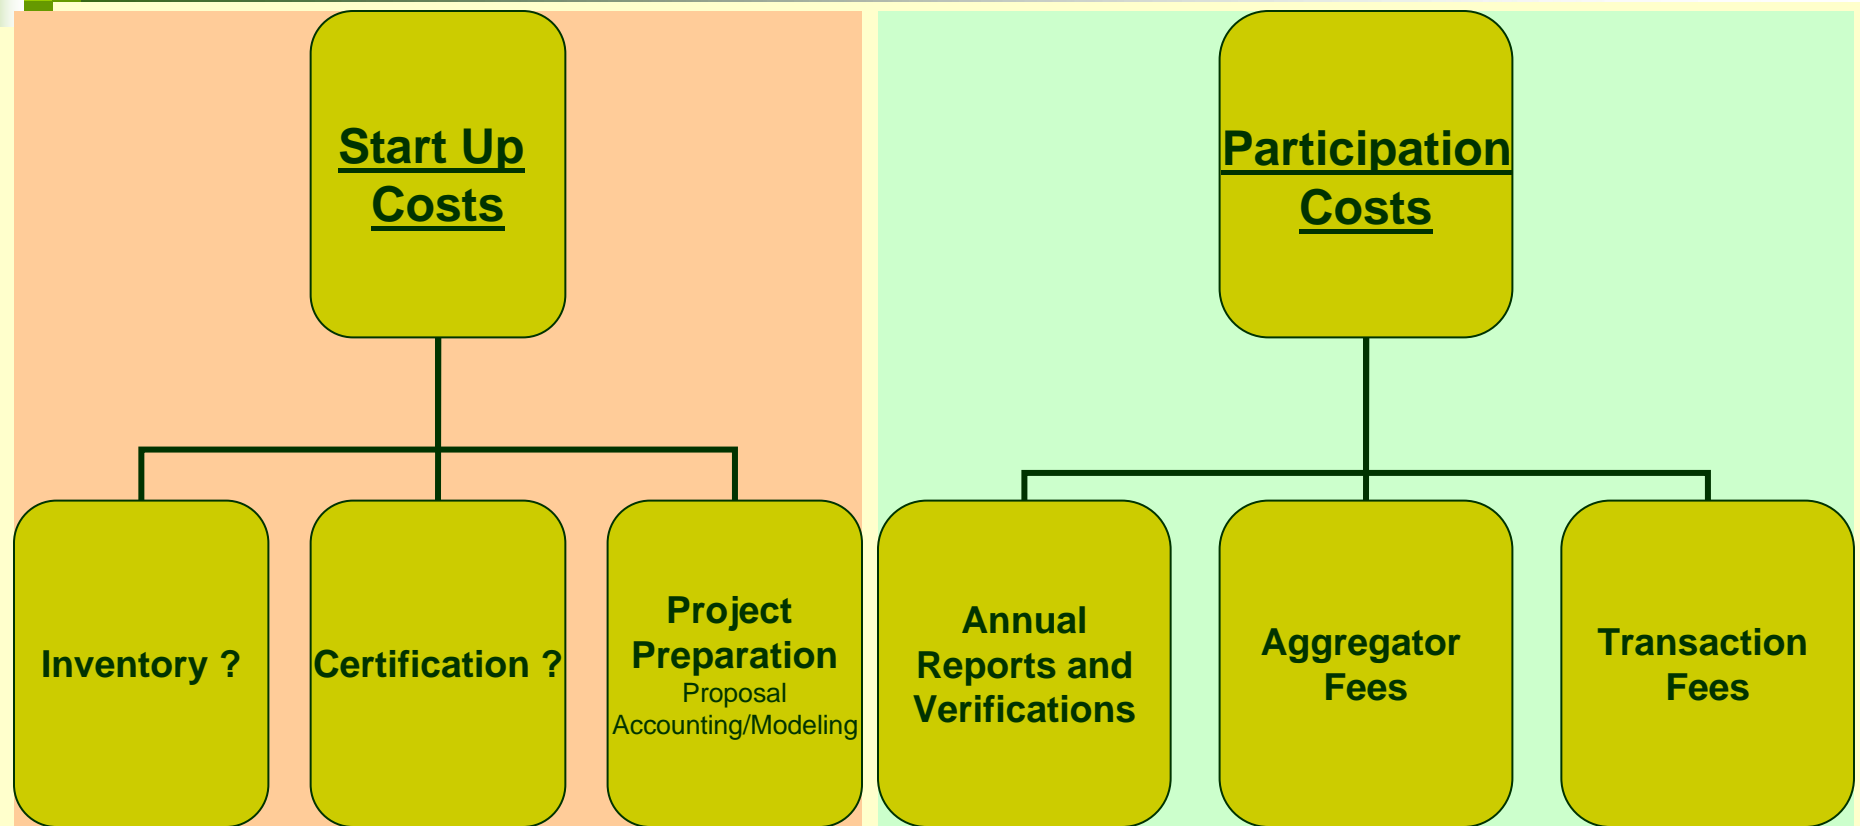 Start Up
Costs
Participation
Costs
Inventory ?
Certification ?
Project
Preparation
Proposal
Accounting/Modeling
Annual
Reports and
Verifications
Aggregator
Fees
Transaction
Fees